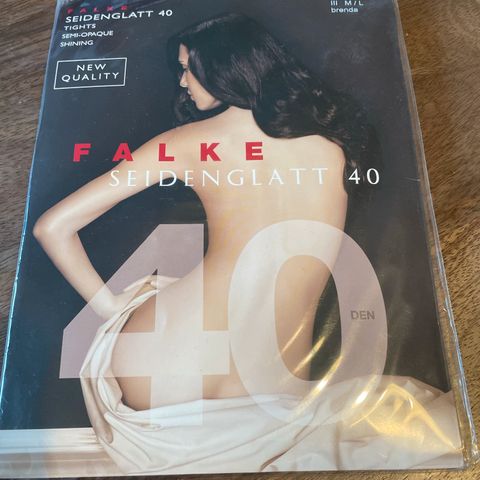 FALKE
SEIDENGLATT 40
TIGHTS
SEMI-OPAQUE
SHINING
NEW
QUALITY
III M/L
brenda
FALKE
SEIDENGLATT 40
40
DEN